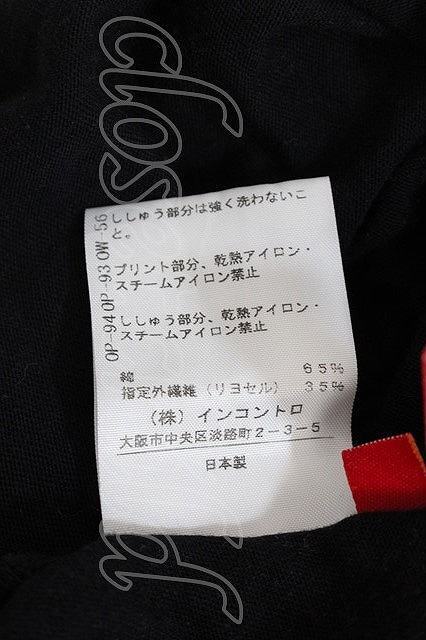 ししゅう部分は強く洗わないこ
と。
プリント部分、乾熱アイロン・
スチームアイロン禁止
ししゅう部分、乾熱アイロン・
スチームアイロン禁止
綿 65%
指定外繊維（リヨセル） 35%
（株）インコントロ
大阪市中央区淡路町2-3-5
日本製
OP-94OP-93OW-56